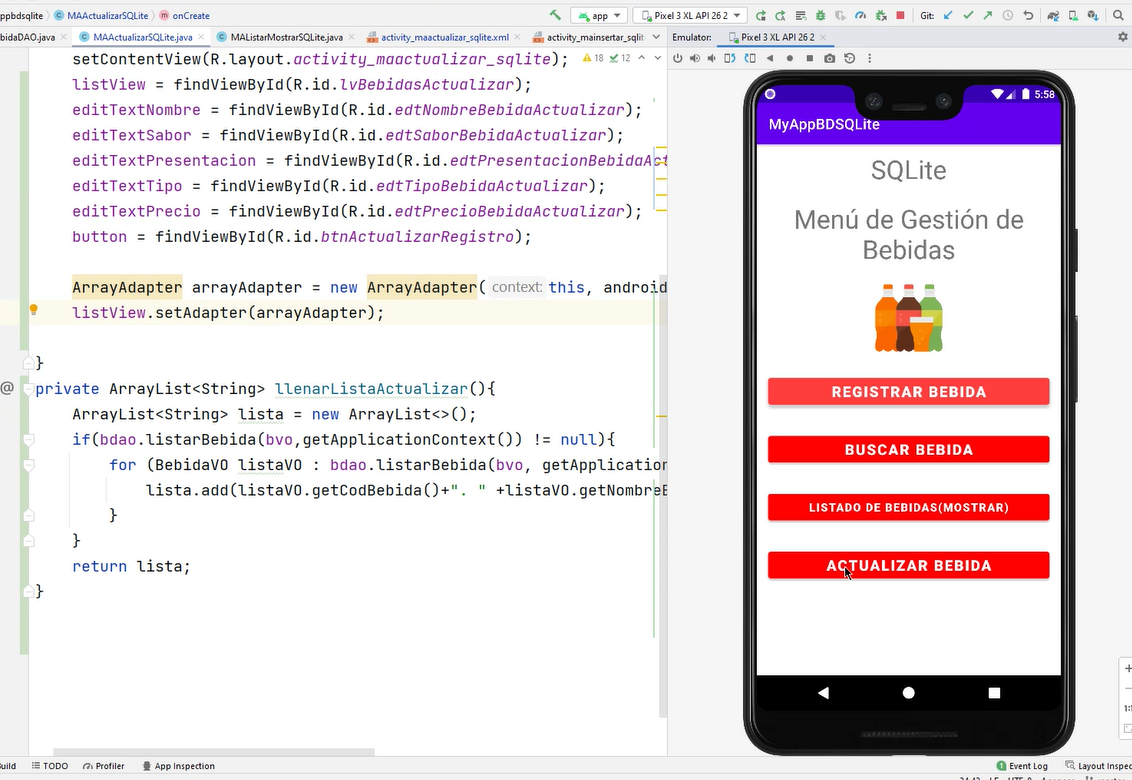 appbdsqlite MAActualizarSQLite onCreate app Pixel 3 XL API 26 2 Git:
bidaDAO.java MAActualizarSQLite.java MAListarMostrarSQLite.java activity_maactualizar_sqlite.xml activity_mainsertar_sqlit Emulator: Pixel 3 XL API 26 2
setContentView(R.layout.activity_maactualizar_sqlite); 18 12
listView = findViewById(R.id.lvBebidasActualizar);
editTextNombre = findViewById(R.id.edtNombreBebidaActualizar);
editTextSabor = findViewById(R.id.edtSaborBebidaActualizar);
editTextPresentacion = findViewById(R.id.edtPresentacionBebidaAct
editTextTipo = findViewById(R.id.edtTipoBebidaActualizar);
editTextPrecio = findViewById(R.id.edtPrecioBebidaActualizar);
button = findViewById(R.id.btnActualizarRegistro);
ArrayAdapter arrayAdapter = new ArrayAdapter( context: this, android
listView.setAdapter(arrayAdapter);
}
@ private ArrayList<String> llenarListaActualizar(){
ArrayList<String> lista = new ArrayList<>();
if(bdao.listarBebida(bvo,getApplicationContext()) != null){
for (BebidaVO listaVO : bdao.listarBebida(bvo, getApplication
lista.add(listaVO.getCodBebida()+". " +listaVO.getNombreB
}
}
return lista;
}
5:58
MyAppBDSQLite
SQLite
Menú de Gestión de
Bebidas
REGISTRAR BEBIDA
BUSCAR BEBIDA
LISTADO DE BEBIDAS(MOSTRAR)
ACTUALIZAR BEBIDA
1:1
uild TODO Profiler App Inspection 1 Event Log Layout Inspec